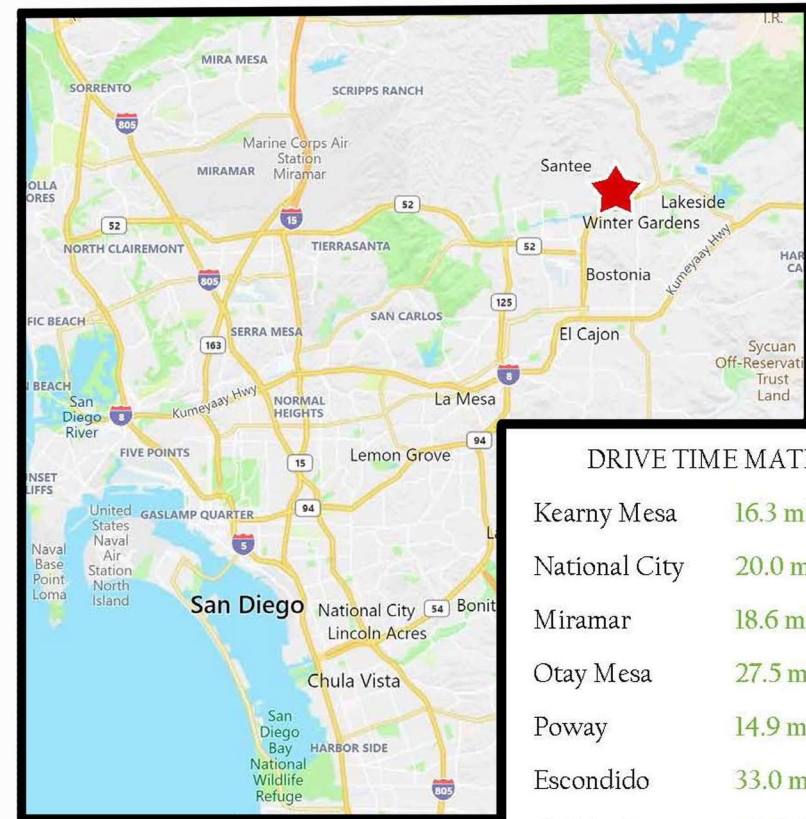 I.R.
MIRA MESA
SORRENTO
SCRIPPS RANCH
805
Marine Corps Air
Station
Miramar
MIRAMAR
Santee
OLLA
ORES
52
15
52
Lakeside
Winter Gardens
NORTH CLAIREMONT
TIERRASANTA
52
Kumeyaay Hwy
HAR
CA
805
Bostonia
125
FIC BEACH
SERRA MESA
SAN CARLOS
163
El Cajon
Sycuan
Off-Reservati
Trust
Land
8
BEACH
San
Diego
River
8
Kumeyaay Hwy
NORMAL
HEIGHTS
La Mesa
FIVE POINTS
15
Lemon Grove
94
UNSET
LIFFS
United
States
Naval
Air
Station
North
Island
GASLAMP QUARTER
94
Naval
Base
Point
Loma
5
San Diego
National City
54
Bonit
Lincoln Acres
Chula Vista
San
Diego
Bay
National
Wildlife
Refuge
HARBOR SIDE
805
DRIVE TIME MAT
Kearny Mesa 16.3 m
National City 20.0 m
Miramar 18.6 m
Otay Mesa 27.5 m
Poway 14.9 m
Escondido 33.0 m